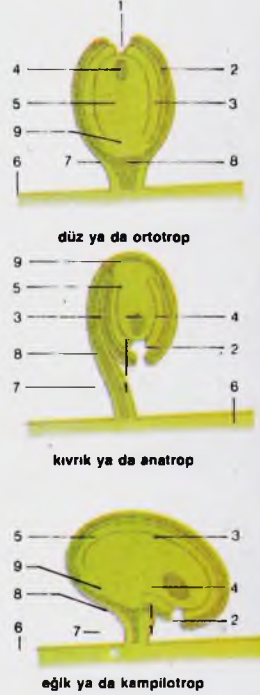 1
4 2
5 3
9
6 7 8
düz ya da ortotrop
9
5
3 4
8 2
7 1 6
kıvrık ya da anatrop
5 3
9
4
8
6 7 1 2
eğik ya da kampilotrop